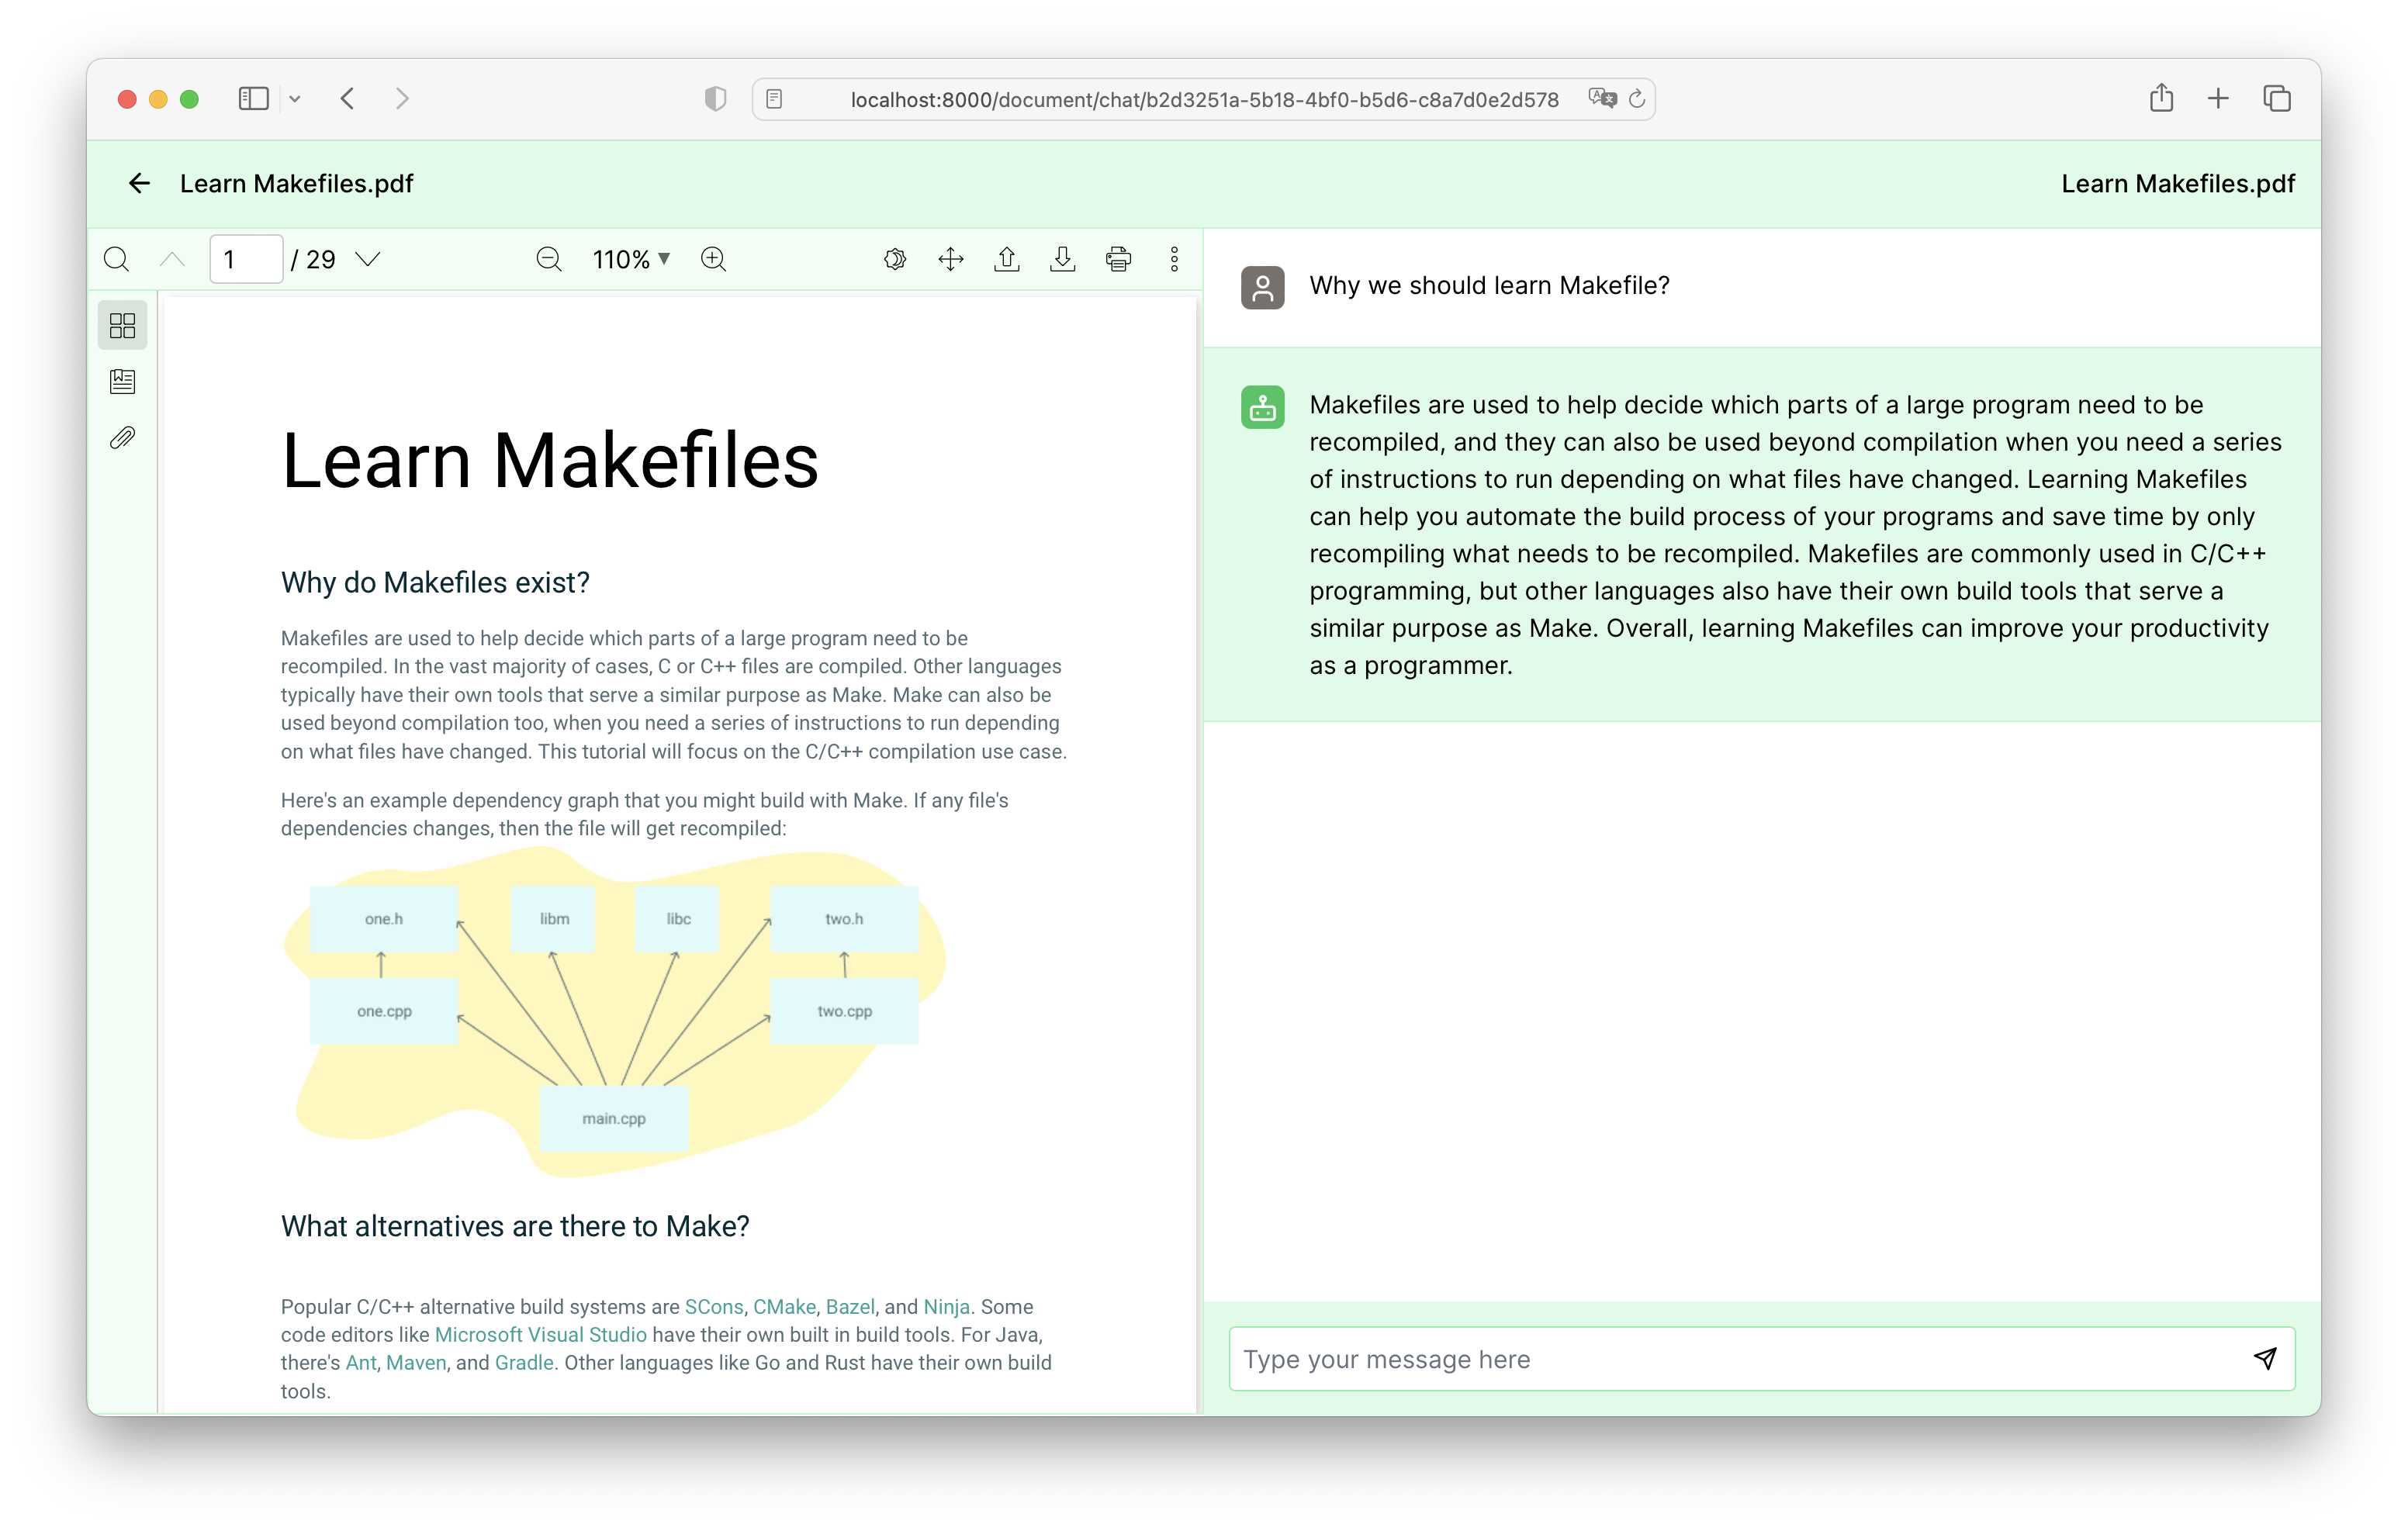 localhost:8000/document/chat/b2d3251a-5b18-4bf0-b5d6-c8a7d0e2d578
Learn Makefiles.pdf
Learn Makefiles.pdf
1 / 29
110%
Learn Makefiles
Why do Makefiles exist?
Makefiles are used to help decide which parts of a large program need to be
recompiled. In the vast majority of cases, C or C++ files are compiled. Other languages
typically have their own tools that serve a similar purpose as Make. Make can also be
used beyond compilation too, when you need a series of instructions to run depending
on what files have changed. This tutorial will focus on the C/C++ compilation use case.
Here's an example dependency graph that you might build with Make. If any file's
dependencies changes, then the file will get recompiled:
one.h
libm
libc
two.h
one.cpp
two.cpp
main.cpp
What alternatives are there to Make?
Popular C/C++ alternative build systems are SCons, CMake, Bazel, and Ninja. Some
code editors like Microsoft Visual Studio have their own built in build tools. For Java,
there's Ant, Maven, and Gradle. Other languages like Go and Rust have their own build
tools.
Why we should learn Makefile?
Makefiles are used to help decide which parts of a large program need to be
recompiled, and they can also be used beyond compilation when you need a series
of instructions to run depending on what files have changed. Learning Makefiles
can help you automate the build process of your programs and save time by only
recompiling what needs to be recompiled. Makefiles are commonly used in C/C++
programming, but other languages also have their own build tools that serve a
similar purpose as Make. Overall, learning Makefiles can improve your productivity
as a programmer.
Type your message here